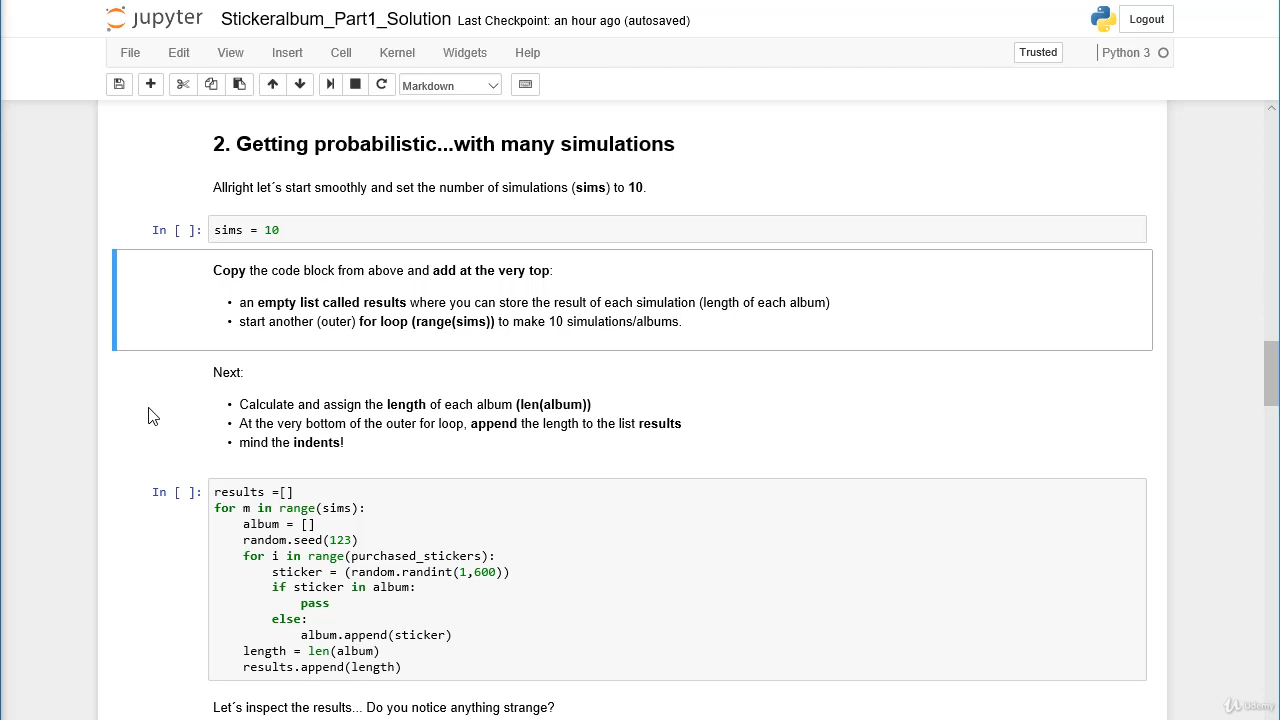 jupyter Stickeralbum_Part1_Solution Last Checkpoint: an hour ago (autosaved) Logout
File Edit View Insert Cell Kernel Widgets Help Trusted Python 3
Markdown
2. Getting probabilistic...with many simulations
Allright let´s start smoothly and set the number of simulations (sims) to 10.
In [ ]: sims = 10
Copy the code block from above and add at the very top:
• an empty list called results where you can store the result of each simulation (length of each album)
• start another (outer) for loop (range(sims)) to make 10 simulations/albums.
Next:
• Calculate and assign the length of each album (len(album))
• At the very bottom of the outer for loop, append the length to the list results
• mind the indents!
In [ ]: results =[]
for m in range(sims):
    album = []
    random.seed(123)
    for i in range(purchased_stickers):
        sticker = (random.randint(1,600))
        if sticker in album:
            pass
        else:
            album.append(sticker)
    length = len(album)
    results.append(length)
Let´s inspect the results... Do you notice anything strange?
Udemy